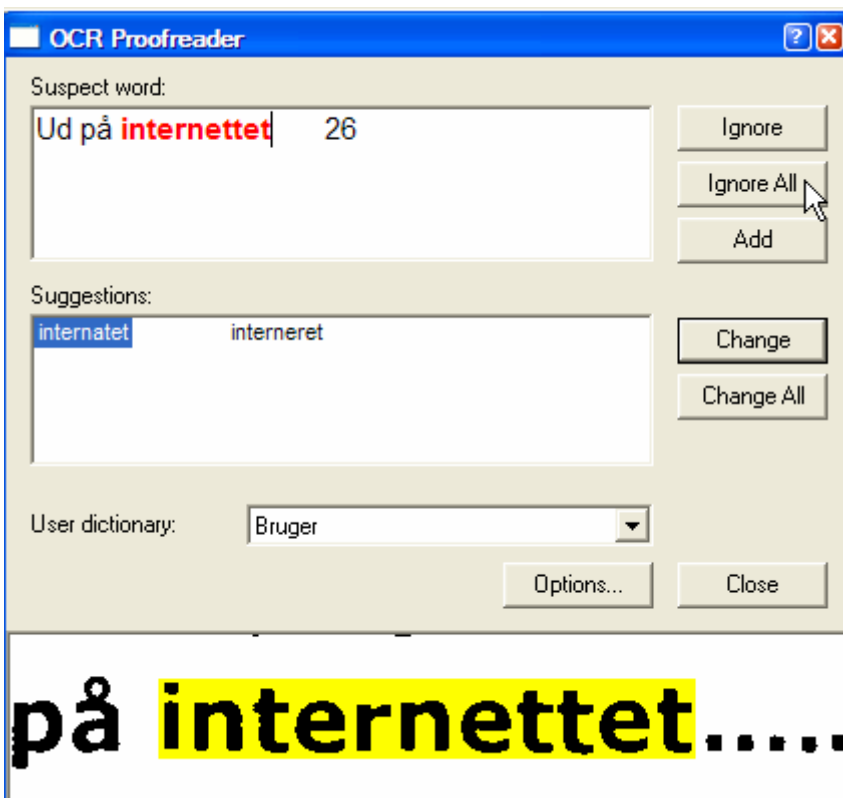 OCR Proofreader
Suspect word:
Ud på internettet 26
Ignore
Ignore All
Add
Suggestions:
internatet interneret
Change
Change All
User dictionary: Bruger
Options... Close
på internettet.....